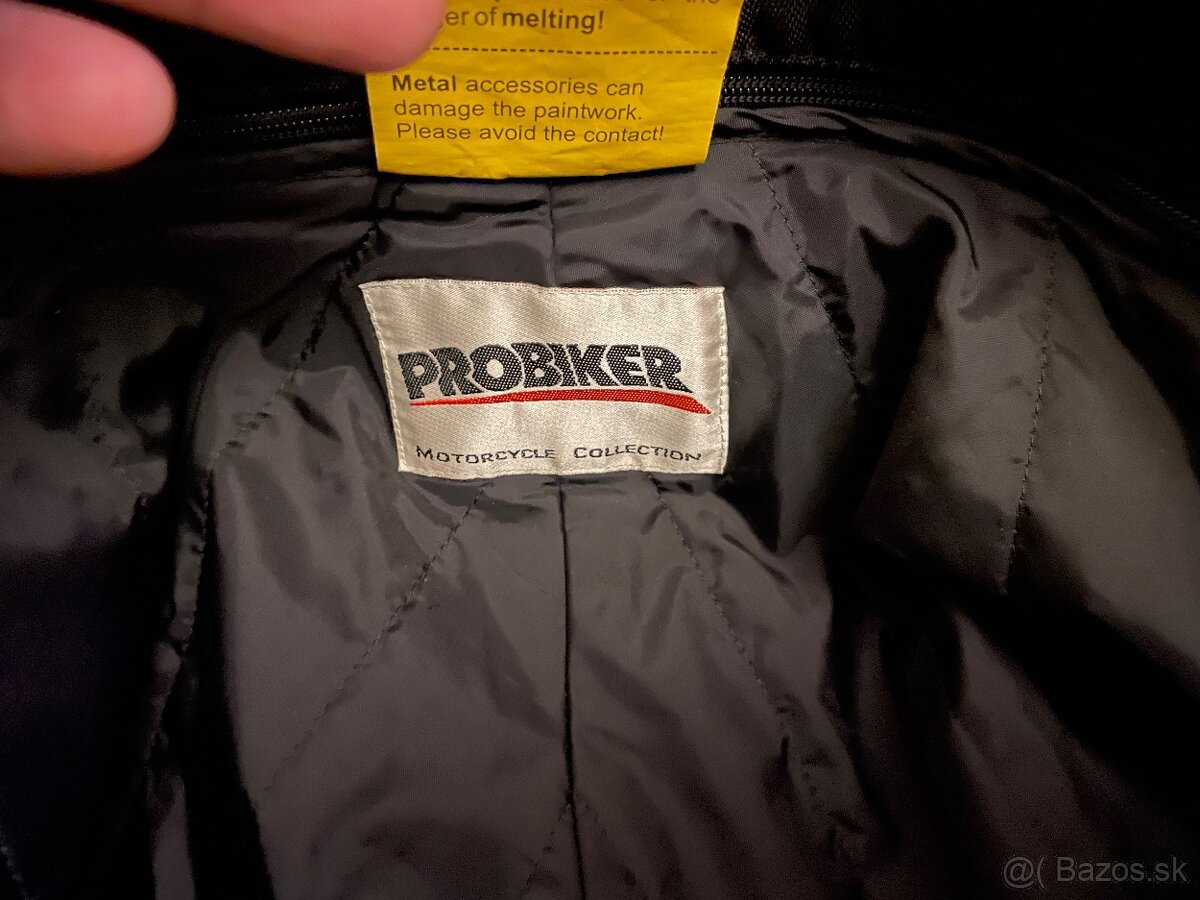 er of melting!
Metal accessories can
damage the paintwork.
Please avoid the contact!
PROBIKER
MOTORCYCLE COLLECTION
@( Bazos.sk